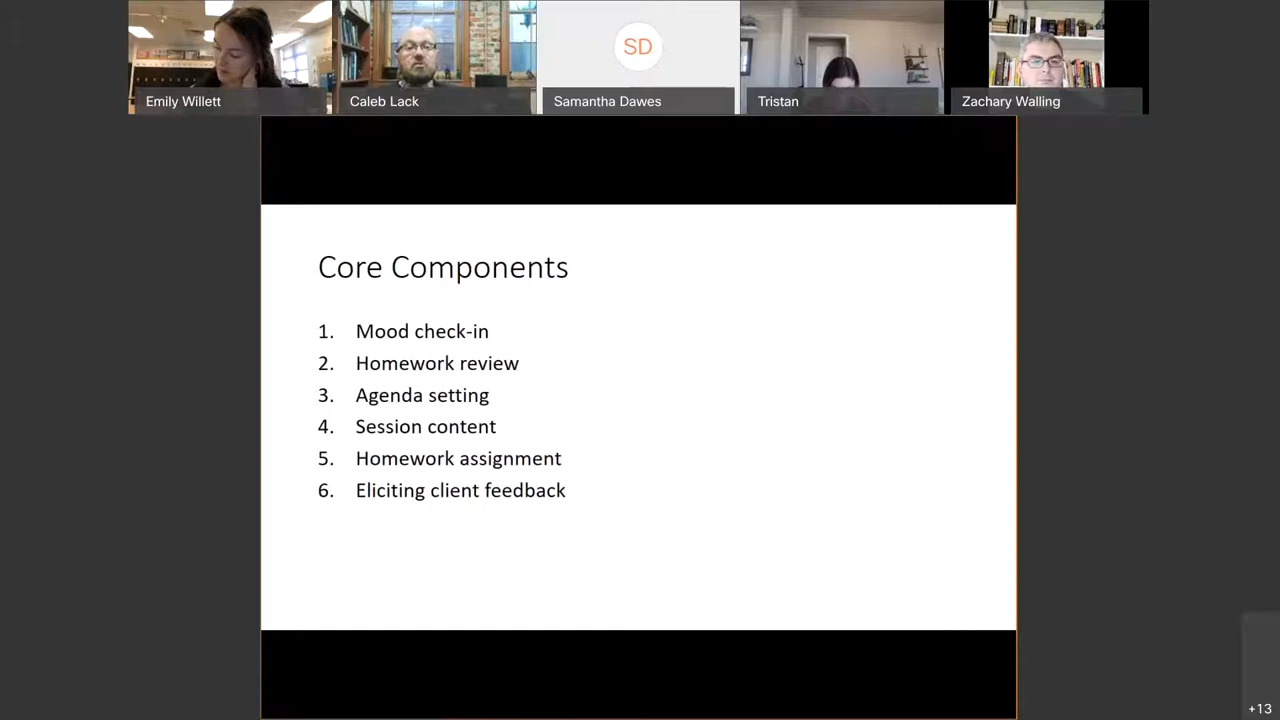 SD
Emily Willett
Caleb Lack
Samantha Dawes
Tristan
Zachary Walling
Core Components
1. Mood check-in
2. Homework review
3. Agenda setting
4. Session content
5. Homework assignment
6. Eliciting client feedback
+13